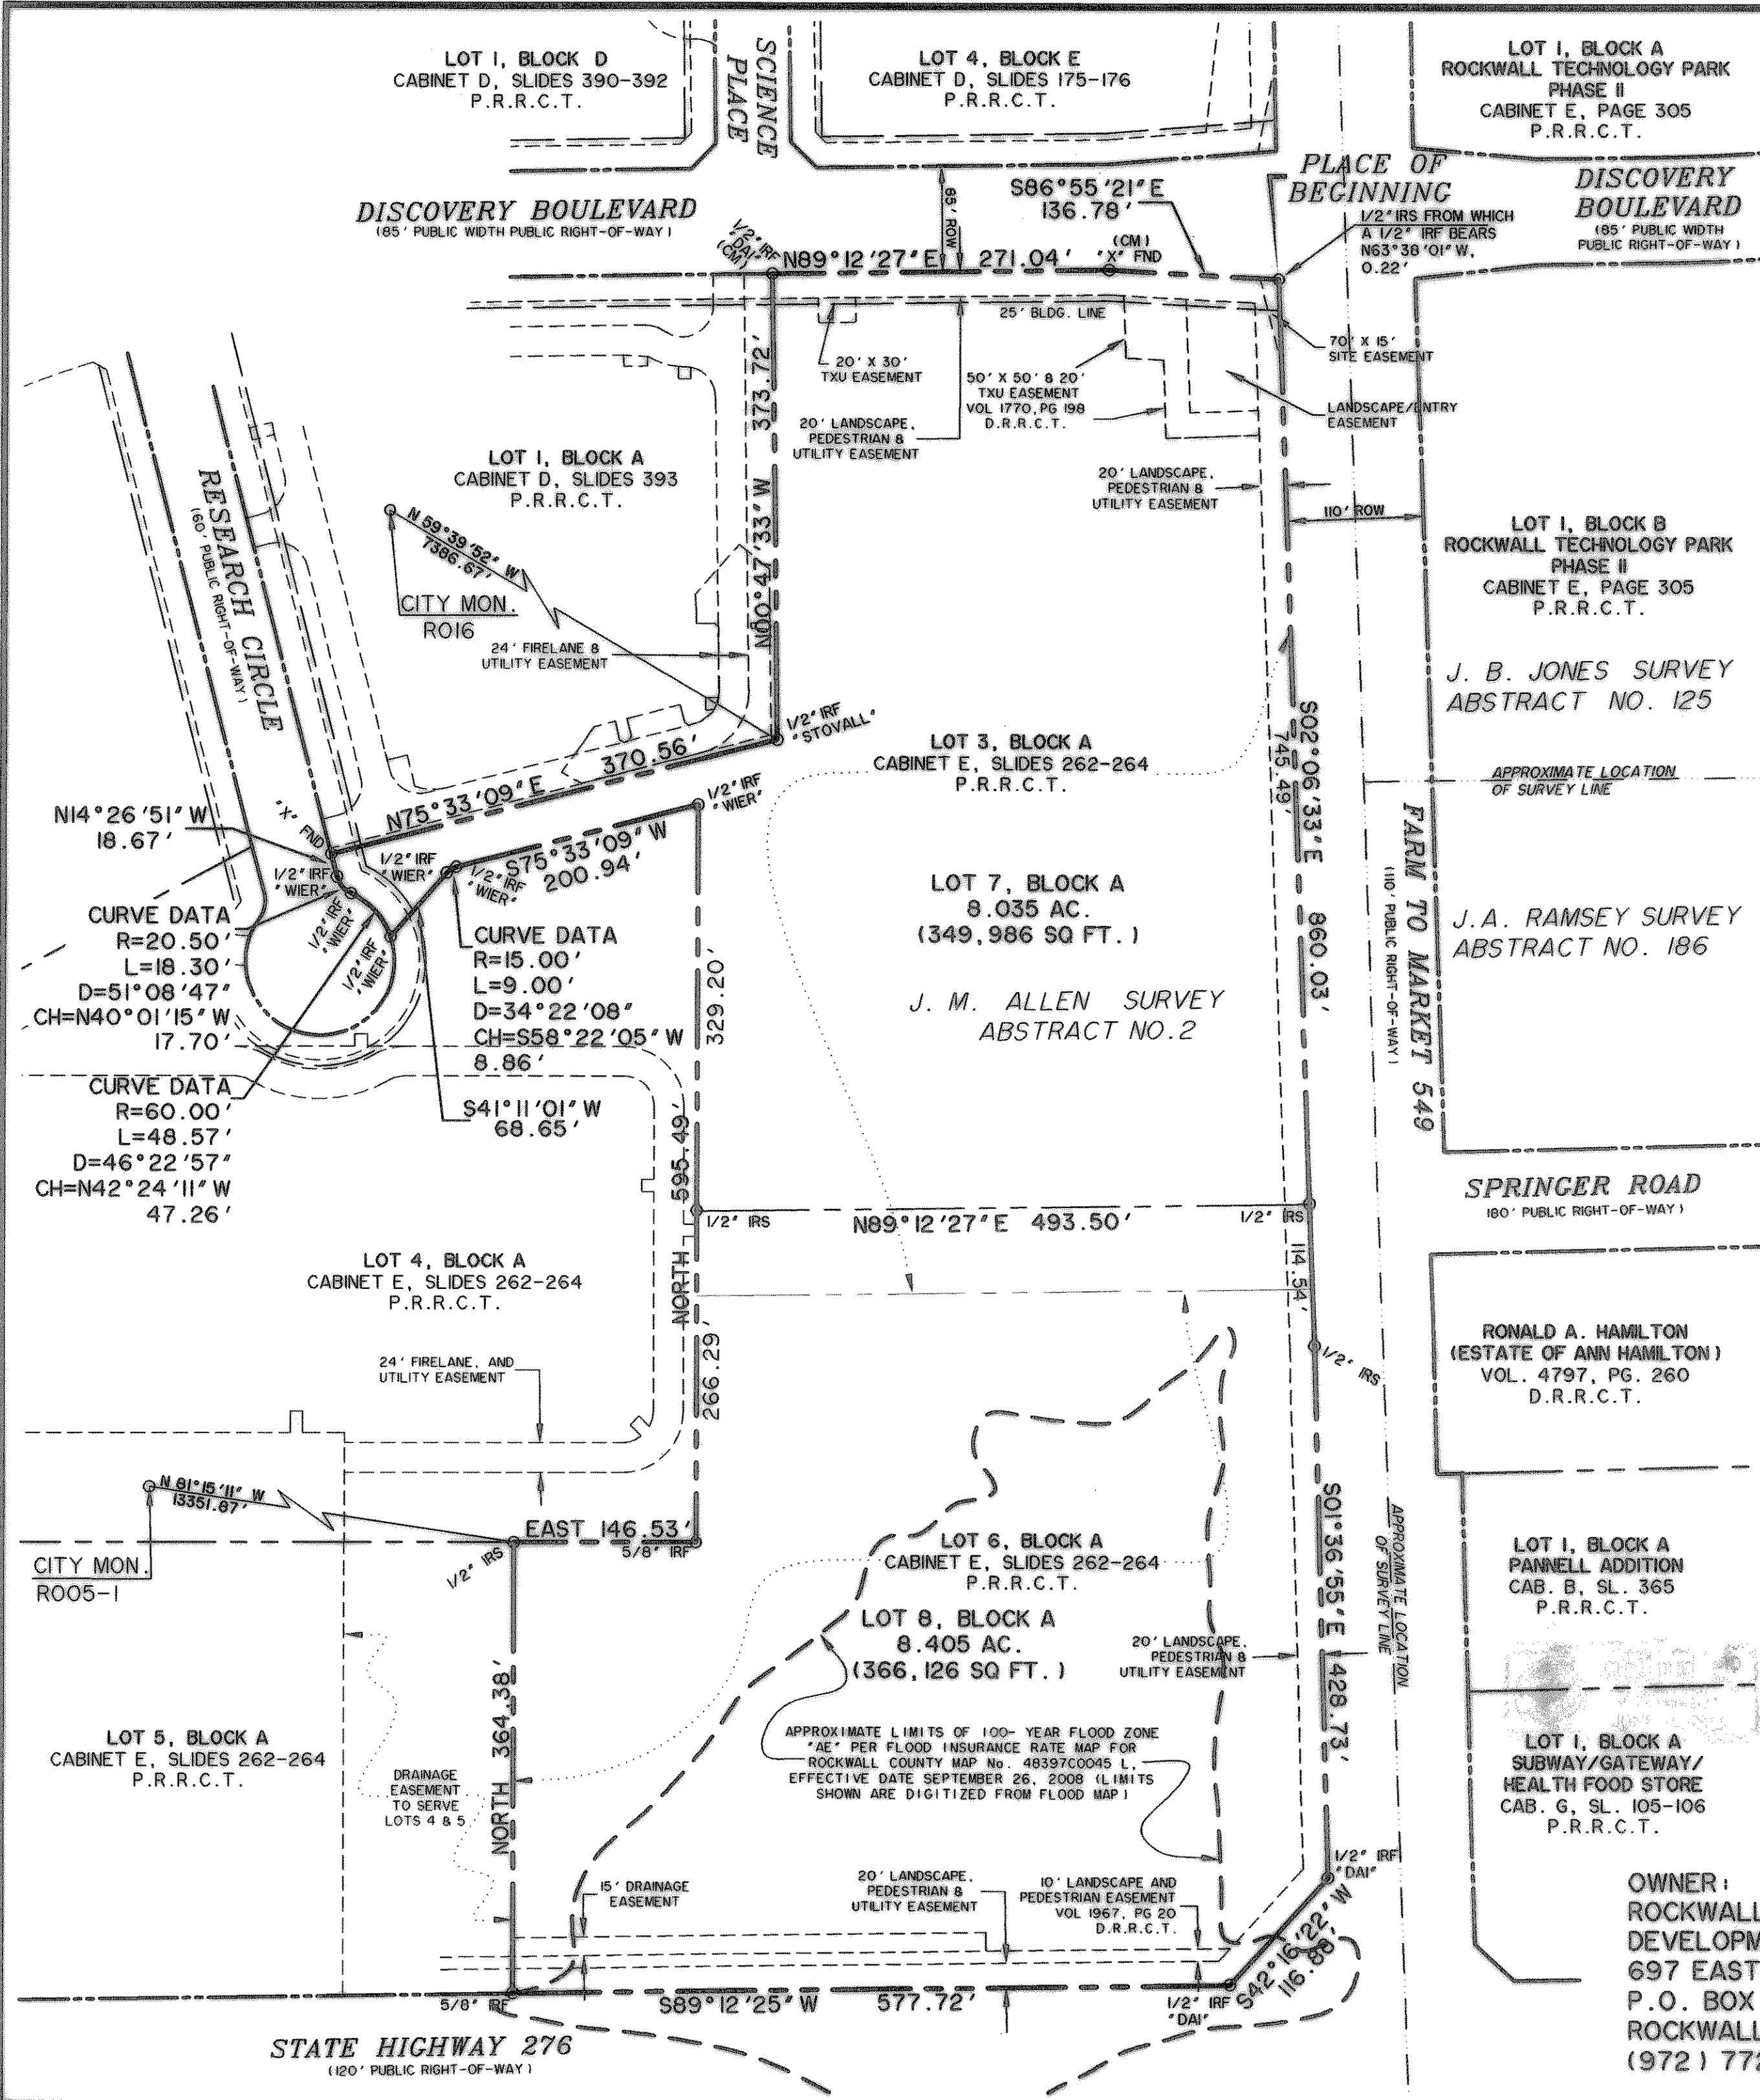 LOT 1, BLOCK D
CABINET D, SLIDES 390-392
P.R.R.C.T.
SCIENCE
PLACE
LOT 4, BLOCK E
CABINET D, SLIDES 175-176
P.R.R.C.T.
LOT 1, BLOCK A
ROCKWALL TECHNOLOGY PARK
PHASE II
CABINET E, PAGE 305
P.R.R.C.T.
DISCOVERY BOULEVARD
(85' PUBLIC WIDTH PUBLIC RIGHT-OF-WAY)
85' ROW
S86°55'21"E
136.78'
PLACE OF
BEGINNING
1/2" IRS FROM WHICH
A 1/2" IRF BEARS
N63°38'01"W,
0.22'
DISCOVERY
BOULEVARD
(85' PUBLIC WIDTH
PUBLIC RIGHT-OF-WAY)
1/2" IRF
"DAI"
(CM)
N89°12'27"E 271.04'
(CM)
"X" FND
25' BLDG. LINE
20' X 30'
TXU EASEMENT
50' X 50' & 20'
TXU EASEMENT
VOL 1770, PG 198
D.R.R.C.T.
70' X 15'
SITE EASEMENT
LANDSCAPE/ENTRY
EASEMENT
20' LANDSCAPE,
PEDESTRIAN &
UTILITY EASEMENT
N00°47'33"W 373.72'
20' LANDSCAPE,
PEDESTRIAN &
UTILITY EASEMENT
110' ROW
LOT 1, BLOCK A
CABINET D, SLIDES 393
P.R.R.C.T.
RESEARCH CIRCLE
(60' PUBLIC RIGHT-OF-WAY)
N 59°39'52" W
7386.67'
CITY MON.
R016
24' FIRELANE &
UTILITY EASEMENT
LOT 1, BLOCK B
ROCKWALL TECHNOLOGY PARK
PHASE II
CABINET E, PAGE 305
P.R.R.C.T.
J. B. JONES SURVEY
ABSTRACT NO. 125
1/2" IRF
"STOVALL"
LOT 3, BLOCK A
CABINET E, SLIDES 262-264
P.R.R.C.T.
S02°06'33"E 860.03'
745.49'
APPROXIMATE LOCATION
OF SURVEY LINE
N75°33'09"E 370.56'
1/2" IRF
"WIER"
N14°26'51"W
18.67'
"X" FND
1/2" IRF
"WIER"
1/2" IRF
"WIER"
1/2" IRF
"WIER"
S75°33'09"W
200.94'
1/2" IRF
"WIER"
1/2" IRF
"WIER"
LOT 7, BLOCK A
8.035 AC.
(349,986 SQ FT.)
FARM TO MARKET 549
(110' PUBLIC RIGHT-OF-WAY)
J.A. RAMSEY SURVEY
ABSTRACT NO. 186
CURVE DATA
R=20.50'
L=18.30'
D=51°08'47"
CH=N40°01'15"W
17.70'
CURVE DATA
R=15.00'
L=9.00'
D=34°22'08"
CH=S58°22'05"W
8.86'
329.20'
J. M. ALLEN SURVEY
ABSTRACT NO.2
CURVE DATA
R=60.00'
L=48.57'
D=46°22'57"
CH=N42°24'11"W
47.26'
S41°11'01"W
68.65'
NORTH 595.49'
1/2" IRS
N89°12'27"E 493.50'
1/2" IRS
SPRINGER ROAD
(80' PUBLIC RIGHT-OF-WAY)
114.54'
LOT 4, BLOCK A
CABINET E, SLIDES 262-264
P.R.R.C.T.
266.29'
1/2" IRS
RONALD A. HAMILTON
(ESTATE OF ANN HAMILTON)
VOL. 4797, PG. 260
D.R.R.C.T.
24' FIRELANE, AND
UTILITY EASEMENT
N 81°15'11" W
13351.87'
CITY MON.
R005-1
EAST 146.53'
1/2" IRS
5/8" IRF
LOT 6, BLOCK A
CABINET E, SLIDES 262-264
P.R.R.C.T.
S01°36'55"E 428.73'
APPROXIMATE LOCATION
OF SURVEY LINE
LOT 1, BLOCK A
PANNELL ADDITION
CAB. B, SL. 365
P.R.R.C.T.
LOT 8, BLOCK A
8.405 AC.
(366,126 SQ FT.)
20' LANDSCAPE,
PEDESTRIAN &
UTILITY EASEMENT
NORTH 364.38'
LOT 5, BLOCK A
CABINET E, SLIDES 262-264
P.R.R.C.T.
DRAINAGE
EASEMENT
TO SERVE
LOTS 4 & 5
APPROXIMATE LIMITS OF 100- YEAR FLOOD ZONE
"AE" PER FLOOD INSURANCE RATE MAP FOR
ROCKWALL COUNTY MAP No. 48397C0045 L,
EFFECTIVE DATE SEPTEMBER 26, 2008 (LIMITS
SHOWN ARE DIGITIZED FROM FLOOD MAP)
LOT 1, BLOCK A
SUBWAY/GATEWAY/
HEALTH FOOD STORE
CAB. G, SL. 105-106
P.R.R.C.T.
15' DRAINAGE
EASEMENT
20' LANDSCAPE,
PEDESTRIAN &
UTILITY EASEMENT
10' LANDSCAPE AND
PEDESTRIAN EASEMENT
VOL 1967, PG 20
D.R.R.C.T.
1/2" IRF
"DAI"
S42°16'22"W
116.88'
5/8" IRF
S89°12'25"W 577.72'
1/2" IRF
"DAI"
STATE HIGHWAY 276
(120' PUBLIC RIGHT-OF-WAY)
OWNER:
ROCKWALL
DEVELOPM
697 EAST
P.O. BOX
ROCKWALL
(972) 772